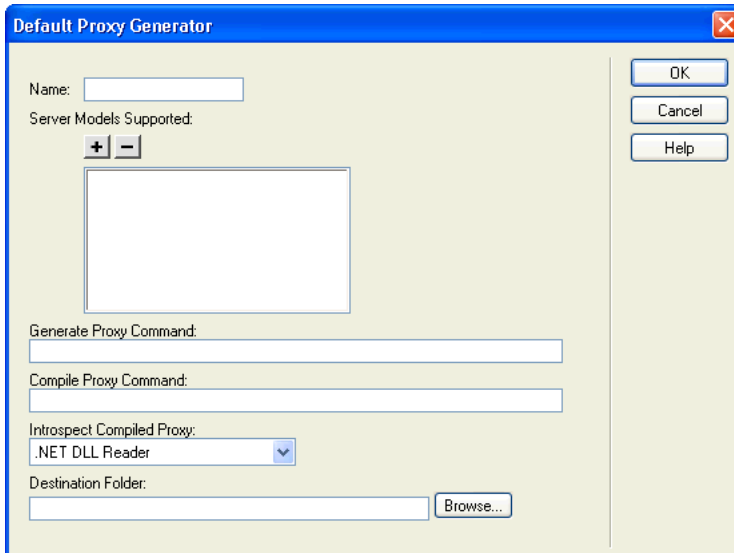 Default Proxy Generator
Name:
Server Models Supported:
+ −
Generate Proxy Command:
Compile Proxy Command:
Introspect Compiled Proxy:
.NET DLL Reader
Destination Folder:
Browse...
OK
Cancel
Help